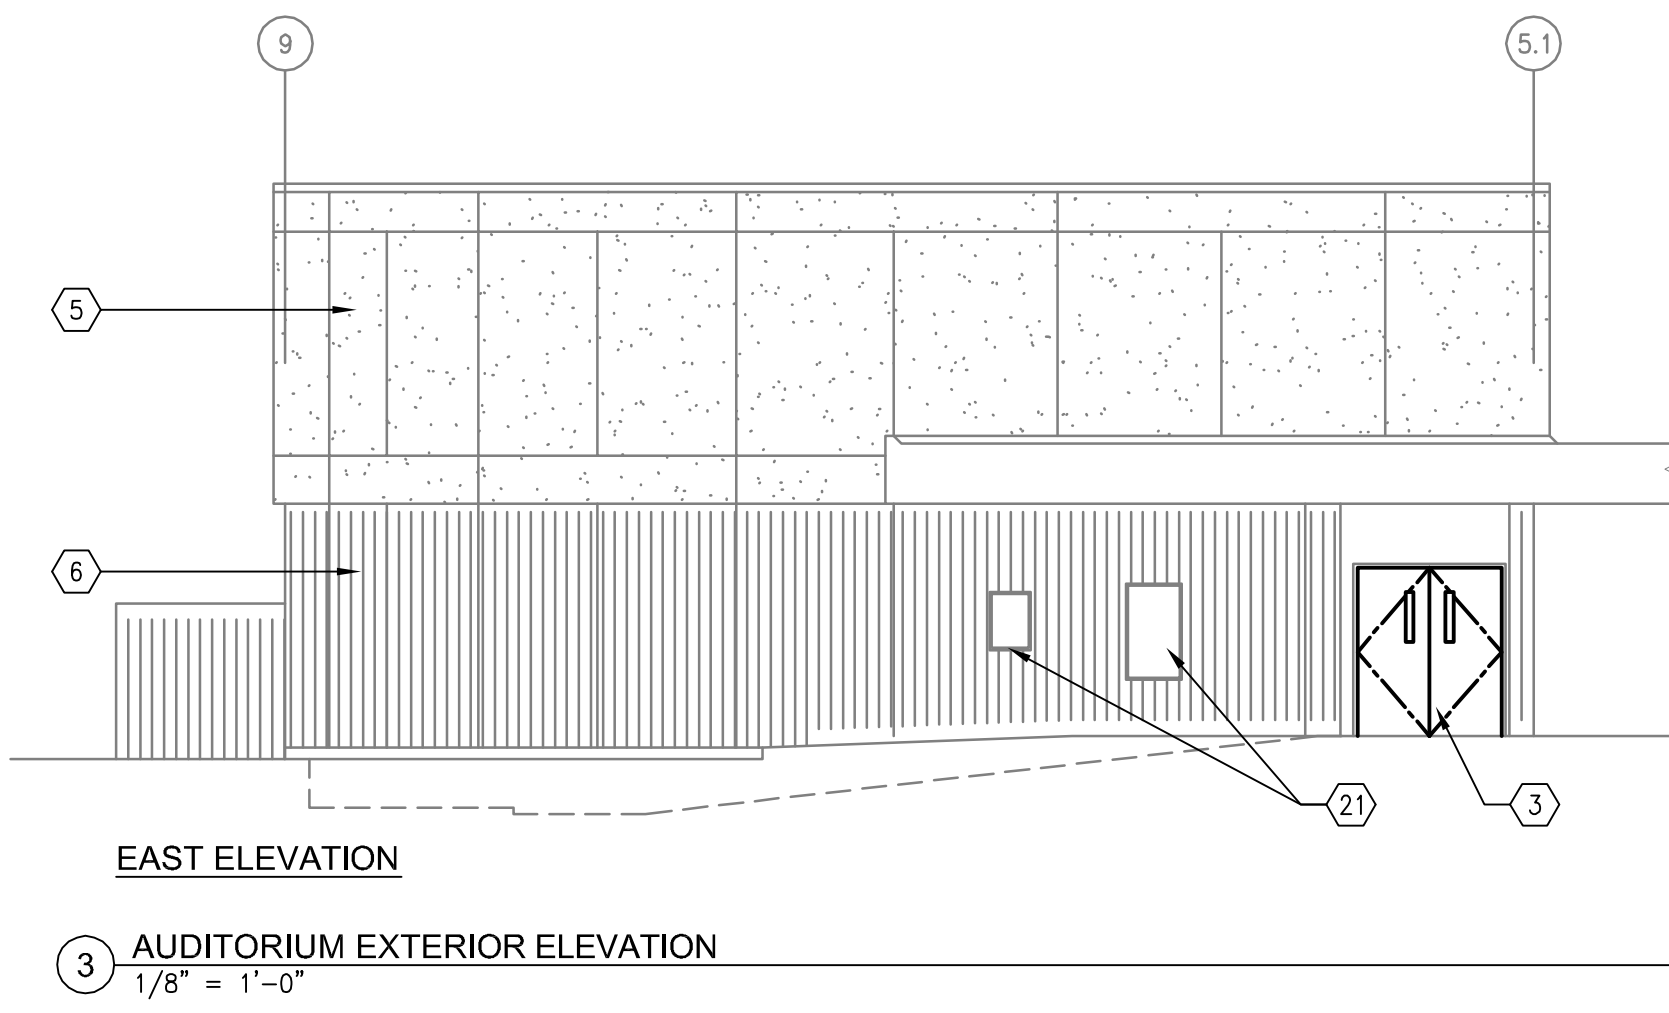 9
5.1
5
6
21
3
EAST ELEVATION
3
AUDITORIUM EXTERIOR ELEVATION
1/8" = 1'-0"